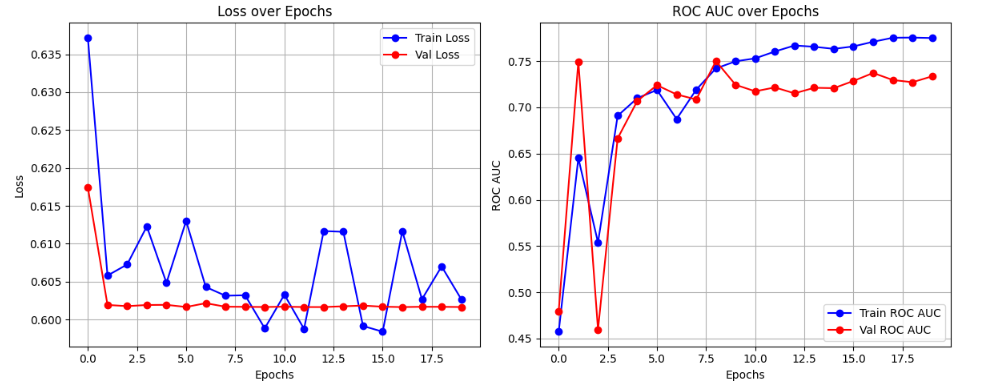 Loss over Epochs
Train Loss
Val Loss
0.635
0.630
0.625
0.620
0.615
0.610
0.605
0.600
Loss
0.0 2.5 5.0 7.5 10.0 12.5 15.0 17.5
Epochs
ROC AUC over Epochs
0.75
0.70
0.65
0.60
0.55
0.50
0.45
ROC AUC
Train ROC AUC
Val ROC AUC
0.0 2.5 5.0 7.5 10.0 12.5 15.0 17.5
Epochs